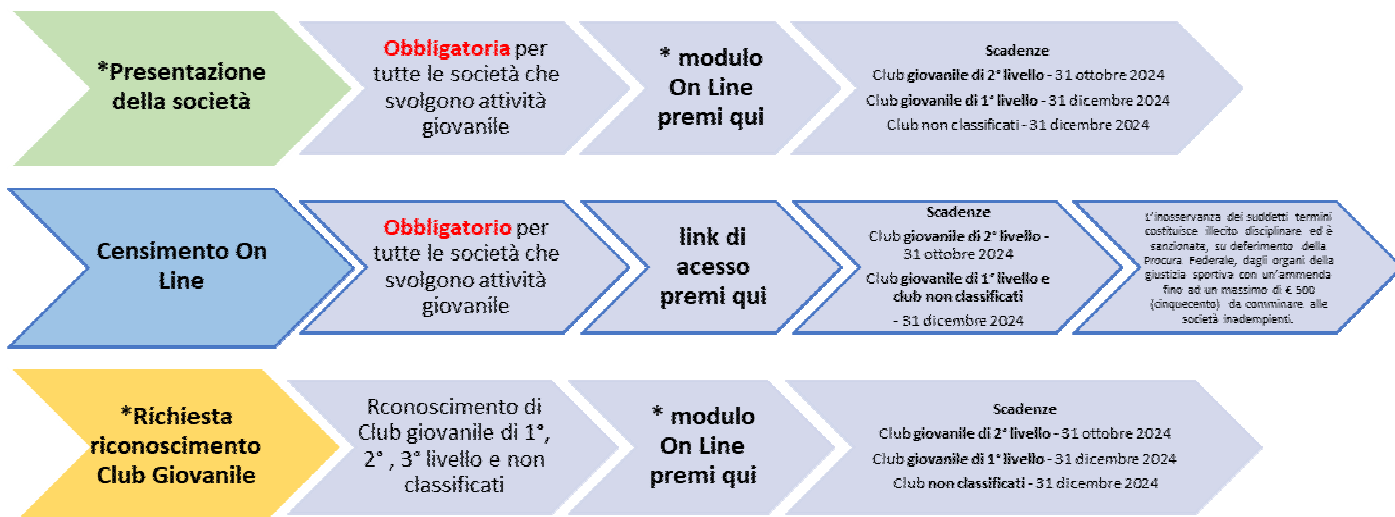 *Presentazione
della società
Obbligatoria per
tutte le società che
svolgono attività
giovanile
* modulo
On Line
premi qui
Scadenze
Club giovanile di 2° livello - 31 ottobre 2024
Club giovanile di 1° livello - 31 dicembre 2024
Club non classificati - 31 dicembre 2024
Censimento On
Line
Obbligatorio per
tutte le società che
svolgono attività
giovanile
link di
acesso
premi qui
Scadenze
Club giovanile di 2° livello -
31 ottobre 2024
Club giovanile di 1° livello e
club non classificati
- 31 dicembre 2024
L'inosservanza dei suddetti termini
costituisce illecito disciplinare ed è
sanzionata, su deferimento della
Procura Federale, dagli organi della
giustizia sportiva con un'ammenda
fino ad un massimo di € 500
(cinquecento) da comminare alle
società inadempienti.
*Richiesta
riconoscimento
Club Giovanile
Rconoscimento di
Club giovanile di 1°,
2° , 3° livello e non
classificati
* modulo
On Line
premi qui
Scadenze
Club giovanile di 2° livello - 31 ottobre 2024
Club giovanile di 1° livello - 31 dicembre 2024
Club non classificati - 31 dicembre 2024